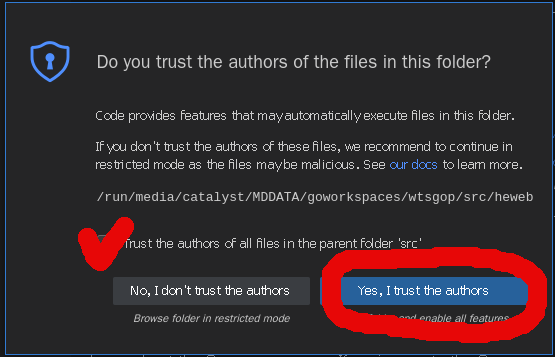 Do you trust the authors of the files in this folder?
Code provides features that may automatically execute files in this folder.
If you don't trust the authors of these files, we recommend to continue in
restricted mode as the files may be malicious. See our docs to learn more.
/run/media/catalyst/MDDATA/goworkspaces/wtsgop/src/heweb
Trust the authors of all files in the parent folder 'src'
No, I don't trust the authors
Yes, I trust the authors
Browse folder in restricted mode
and enable all features